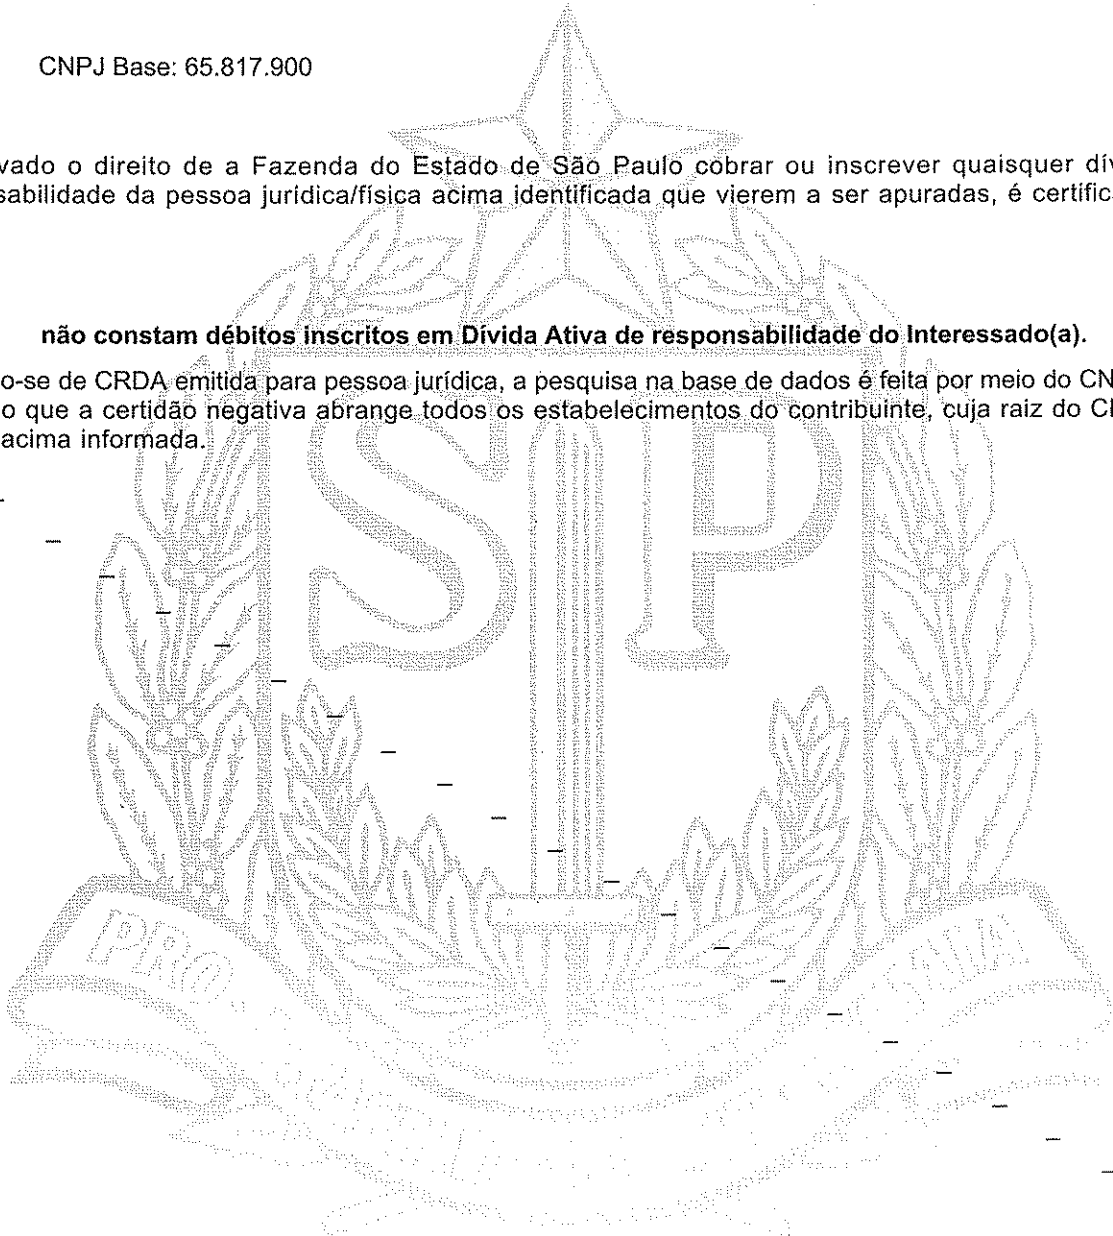 CNPJ Base: 65.817.900
vado o direito de a Fazenda do Estado de São Paulo cobrar ou inscrever quaisquer dív
sabilidade da pessoa jurídica/física acima identificada que vierem a ser apuradas, é certific
não constam débitos inscritos em Dívida Ativa de responsabilidade do Interessado(a).
o-se de CRDA emitida para pessoa jurídica, a pesquisa na base de dados é feita por meio do CN
o que a certidão negativa abrange todos os estabelecimentos do contribuinte, cuja raiz do C
acima informada.
SP
PRO